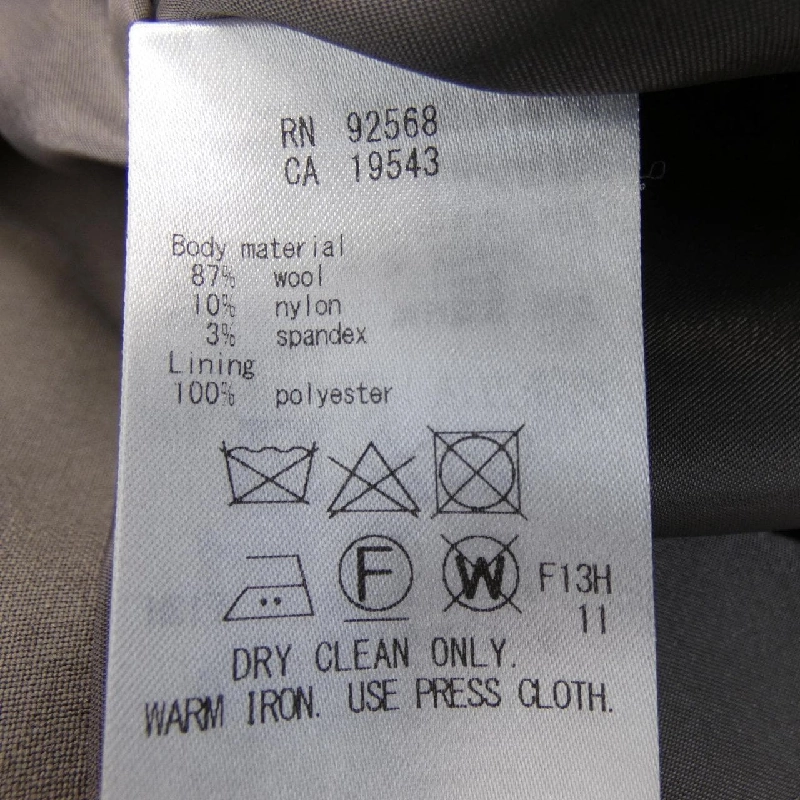 RN 92568
CA 19543
Body material
87% wool
10% nylon
3% spandex
Lining
100% polyester
F W F13H
11
DRY CLEAN ONLY.
WARM IRON. USE PRESS CLOTH.